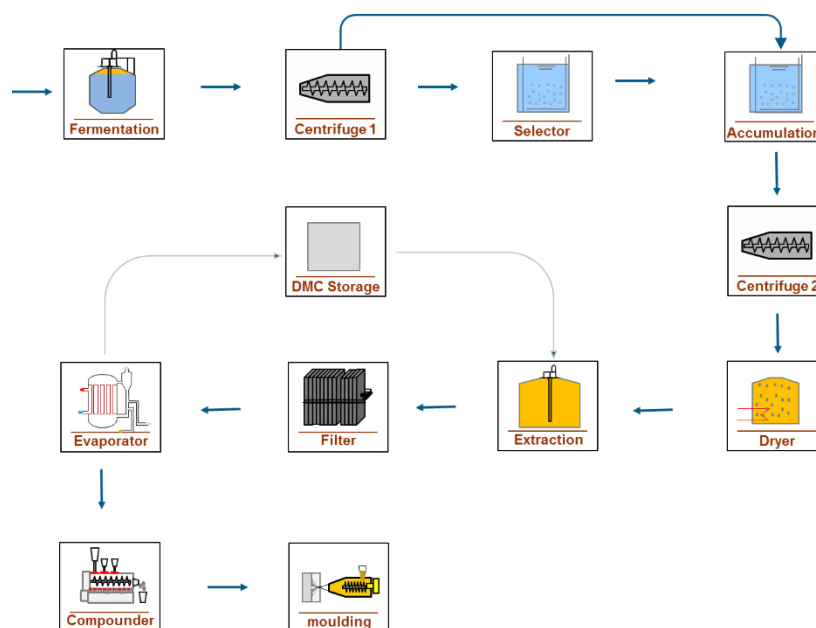 Fermentation
Centrifuge 1
Selector
Accumulation
Centrifuge 2
DMC Storage
Evaporator
Filter
Extraction
Dryer
Compounder
moulding